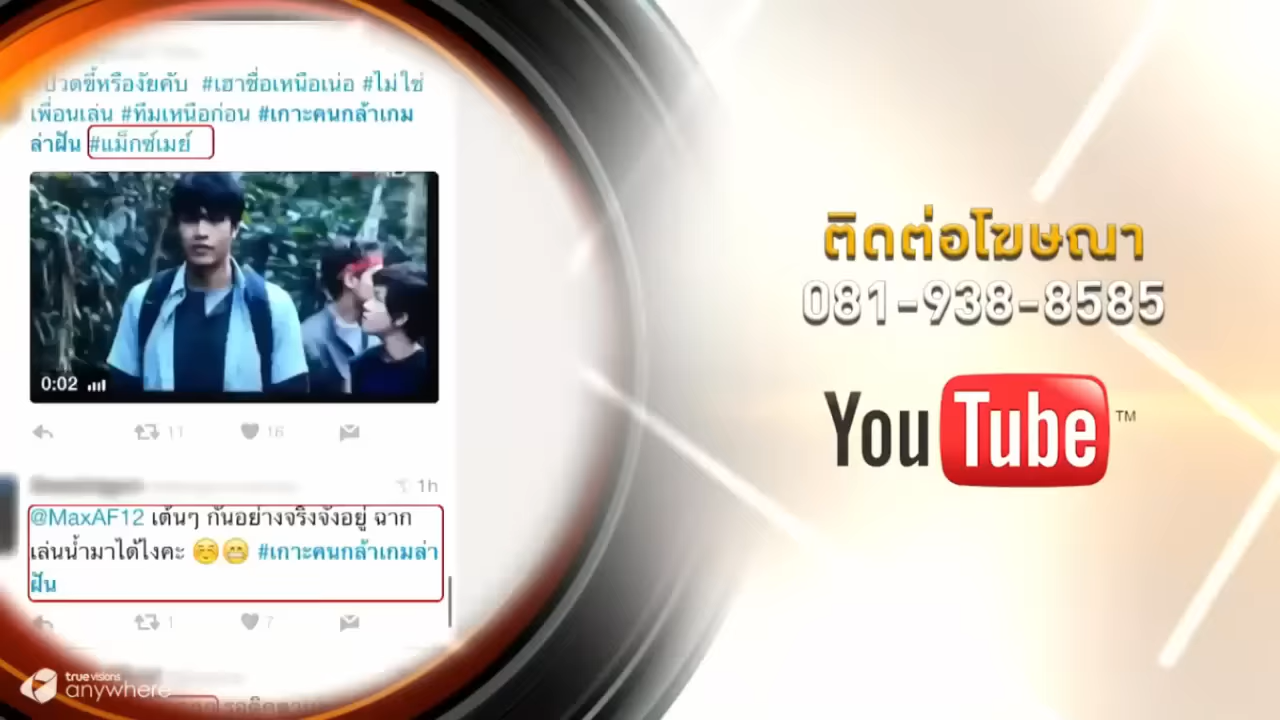 ปวดขี้หรืองัยคับ #เฮาชื่อเหนือเน่อ #ไม่ใช่
เพื่อนเล่น #ทีมเหนือก่อน #เกาะคนกล้าเกม
ล่าฝัน #แม็กซ์เมย์
0:02
11
16
1h
@MaxAF12 เต้นๆ กันอย่างจริงจังอยู่ ฉาก
เล่นน้ำมาได้ไงคะ ☺️😁 #เกาะคนกล้าเกมล่า
ฝัน
1
7
true visions
anywhere
ติดต่อโฆษณา
081-938-8585
YouTube™